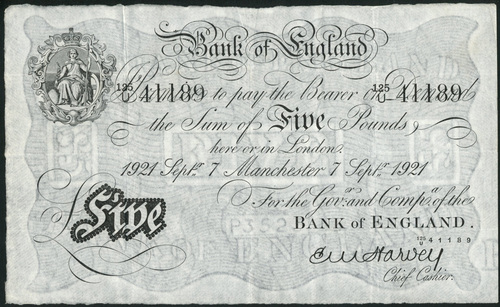 Bank of England
125/U 41189 125/U 41189
Promise to pay the Bearer on Demand
the Sum of Five Pounds
here or in London.
1921 Septr. 7 Manchester 7 Septr. 1921
For the Govr. and Compa. of the
Five BANK of ENGLAND.
125/U 41189
E M Harvey
Chief Cashier.